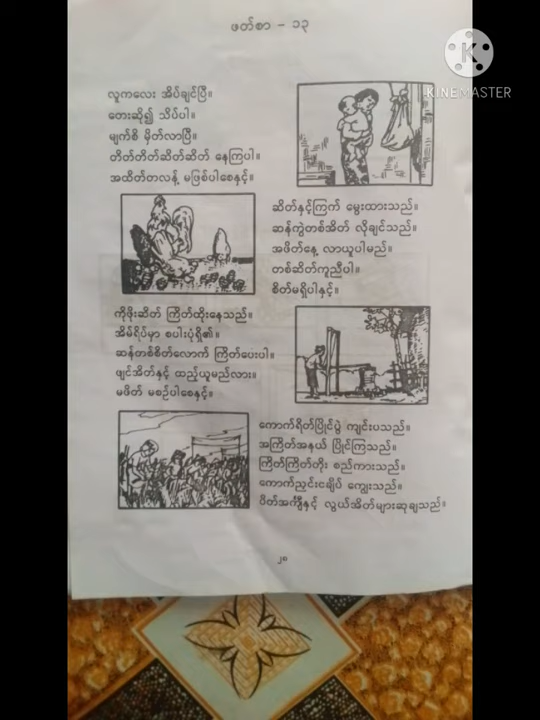 ဖတ်စာ – ၁၃
KINEMASTER
လူကလေး အိပ်ချင်ပြီ။
တေးဆို၍ သိပ်ပါ။
မျက်စိ မှိတ်လာပြီ။
တိတ်တိတ်ဆိတ်ဆိတ် နေကြပါ။
အထိတ်တလန့် မဖြစ်ပါစေနှင့်။
ဆိတ်နှင့်ကြက် မွေးထားသည်။
ဆန်ကွဲတစ်အိတ် လိုချင်သည်။
အဖိတ်နေ့ လာယူပါမည်။
တစ်ဆိတ်ကူညီပါ။
စိတ်မရှိပါနှင့်။
ကိုဖိုးဆိတ် ကြိတ်ထိုးနေသည်။
အိမ်ရိပ်မှာ စပါးပုံရှိ၏။
ဆန်တစ်စိတ်လောက် ကြိတ်ပေးပါ။
ဖျင်အိတ်နှင့် ထည့်ယူမည်လား။
မဖိတ် မစဉ်ပါစေနှင့်။
ကောက်ရိတ်ပြိုင်ပွဲ ကျင်းပသည်။
အကြိတ်အနယ် ပြိုင်ကြသည်။
ကြိတ်ကြိတ်တိုး စည်ကားသည်။
ကောက်ညှင်းငချိပ် ကျွေးသည်။
ပိတ်အင်္ကျီနှင့် လွယ်အိတ်များဆုချသည်။
၂၈